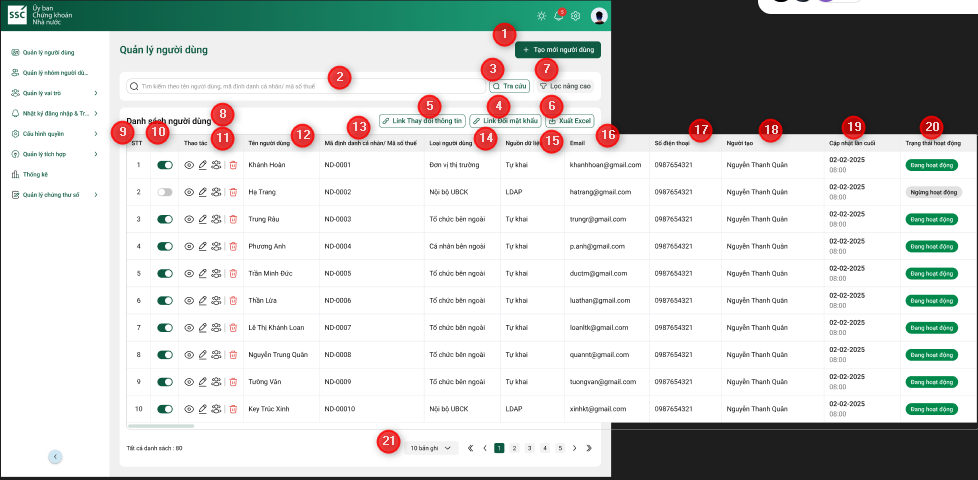 SSC Ủy ban
Chứng khoán
Nhà nước
5
Quản lý người dùng
Quản lý nhóm người dù...
Quản lý vai trò
Nhật ký đăng nhập & Tr...
Cấu hình quyền
Quản lý tích hợp
Thống kê
Quản lý chứng thư số
Quản lý người dùng
1
+ Tạo mới người dùng
2
3
7
Tìm kiếm theo tên người dùng, mã định danh cá nhân/ mã số thuế
Tra cứu
Lọc nâng cao
8
5
4
6
Danh sách người dùng
Link Thay đổi thông tin
Link Đổi mật khẩu
Xuất Excel
9 10 11 12 13 14 15 16 17 18 19 20
STT Thao tác Tên người dùng Mã định danh cá nhân/ Mã số thuế Loại người dùng Nguồn dữ liệu Email Số điện thoại Người tạo Cập nhật lần cuối Trạng thái hoạt động
1 Khánh Hoàn ND-0001 Đơn vị thị trường Tự khai khanhhoan@gmail.com 0987654321 Nguyễn Thanh Quân 02-02-2025 Đang hoạt động
08:00
2 Hạ Trang ND-0002 Nội bộ UBCK LDAP hatrang@gmail.com 0987654321 Nguyễn Thanh Quân 02-02-2025 Ngừng hoạt động
08:00
3 Trung Râu ND-0003 Tổ chức bên ngoài Tự khai trungr@gmail.com 0987654321 Nguyễn Thanh Quân 02-02-2025 Đang hoạt động
08:00
4 Phương Anh ND-0004 Cá nhân bên ngoài Tự khai p.anh@gmail.com 0987654321 Nguyễn Thanh Quân 02-02-2025 Đang hoạt động
08:00
5 Trần Minh Đức ND-0005 Tổ chức bên ngoài Tự khai ductm@gmail.com 0987654321 Nguyễn Thanh Quân 02-02-2025 Đang hoạt động
08:00
6 Thần Lửa ND-0006 Tổ chức bên ngoài Tự khai luathan@gmail.com 0987654321 Nguyễn Thanh Quân 02-02-2025 Đang hoạt động
08:00
7 Lê Thị Khánh Loan ND-0007 Tổ chức bên ngoài Tự khai loanltk@gmail.com 0987654321 Nguyễn Thanh Quân 02-02-2025 Đang hoạt động
08:00
8 Nguyễn Trung Quân ND-0008 Tổ chức bên ngoài Tự khai quannt@gmail.com 0987654321 Nguyễn Thanh Quân 02-02-2025 Đang hoạt động
08:00
9 Tường Vân ND-0009 Tổ chức bên ngoài Tự khai tuongvan@gmail.com 0987654321 Nguyễn Thanh Quân 02-02-2025 Đang hoạt động
08:00
10 Key Trúc Xinh ND-00010 Nội bộ UBCK LDAP xinhkt@gmail.com 0987654321 Nguyễn Thanh Quân 02-02-2025 Đang hoạt động
08:00
21
Tất cả danh sách : 80
10 bản ghi
1 2 3 4 5